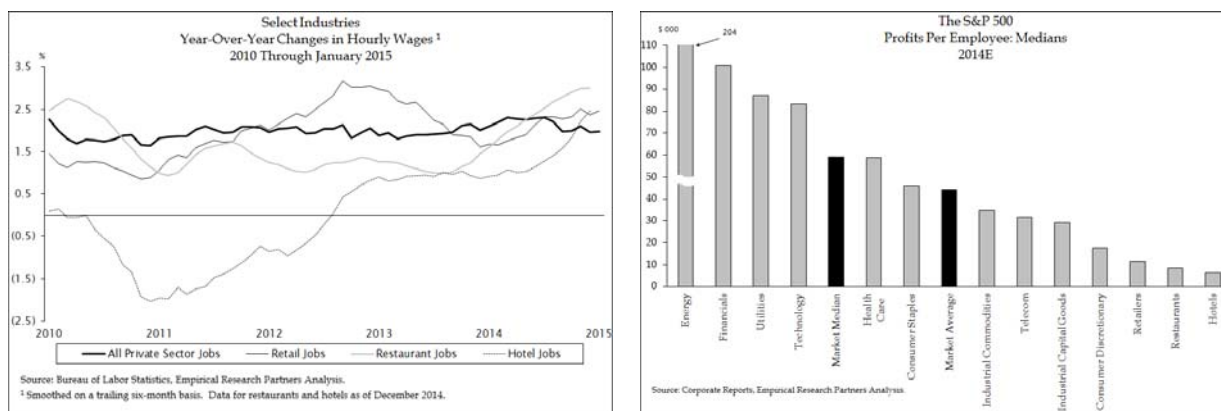 Select Industries
Year-Over-Year Changes in Hourly Wages ¹
2010 Through January 2015
%
3.5
2.5
1.5
0.5
(0.5)
(1.5)
(2.5)
2010
2011
2012
2013
2014
2015
All Private Sector Jobs
Retail Jobs
Restaurant Jobs
Hotel Jobs
Source: Bureau of Labor Statistics, Empirical Research Partners Analysis.
¹ Smoothed on a trailing six-month basis. Data for restaurants and hotels as of December 2014.
The S&P 500
Profits Per Employee: Medians
2014E
$ 000
204
110
100
90
80
70
60
50
40
30
20
10
0
Energy
Financials
Utilities
Technology
Market Median
Health
Care
Consumer Staples
Market Average
Industrial Commodities
Telecom
Industrial Capital Goods
Consumer Discretionary
Retailers
Restaurants
Hotels
Source: Corporate Reports, Empirical Research Partners Analysis.